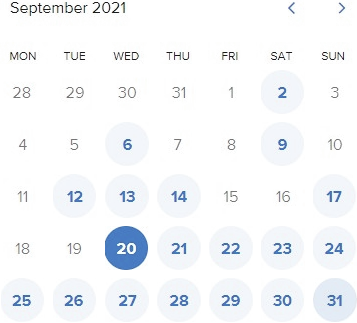 September 2021
MON TUE WED THU FRI SAT SUN
28 29 30 31 1 2 3
4 5 6 7 8 9 10
11 12 13 14 15 16 17
18 19 20 21 22 23 24
25 26 27 28 29 30 31